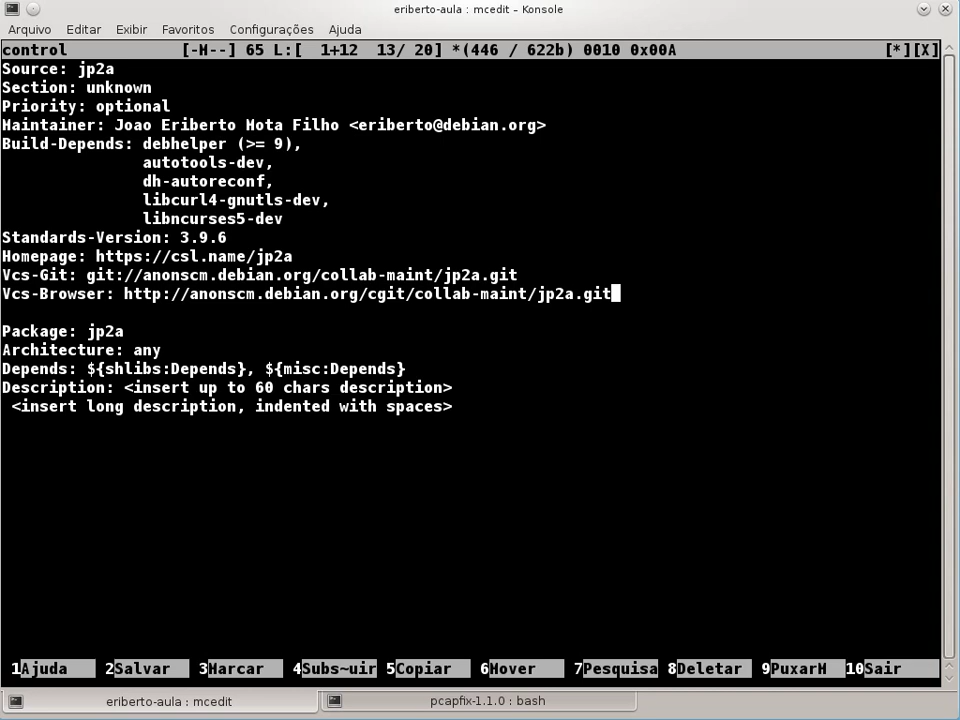 eriberto-aula : mcedit – Konsole
Arquivo Editar Exibir Favoritos Configurações Ajuda
control [-M--] 65 L:[ 1+12 13/ 20] *(446 / 622b) 0010 0x00A [*][X]
Source: jp2a
Section: unknown
Priority: optional
Maintainer: Joao Eriberto Mota Filho <eriberto@debian.org>
Build-Depends: debhelper (>= 9),
autotools-dev,
dh-autoreconf,
libcurl4-gnutls-dev,
libncurses5-dev
Standards-Version: 3.9.6
Homepage: https://csl.name/jp2a
Vcs-Git: git://anonscm.debian.org/collab-maint/jp2a.git
Vcs-Browser: http://anonscm.debian.org/cgit/collab-maint/jp2a.git
Package: jp2a
Architecture: any
Depends: ${shlibs:Depends}, ${misc:Depends}
Description: <insert up to 60 chars description>
<insert long description, indented with spaces>
1Ajuda 2Salvar 3Marcar 4Subs~uir 5Copiar 6Mover 7Pesquisa 8Deletar 9PuxarM 10Sair
eriberto-aula : mcedit pcapfix-1.1.0 : bash